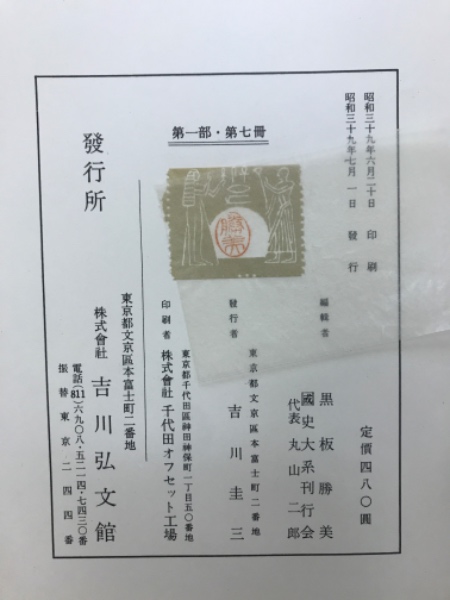 昭和三十九年六月二十日 印刷
昭和三十九年七月一日 發行
第一部・第七冊
定價四八〇圓
編輯者
黒板勝美
國史大系刊行会
代表 丸山二郎
發行者
東京都文京區本富士町二番地
吉川圭三
東京都千代田區神田神保町一丁目五〇番地
印刷者 株式會社 千代田オフセット工場
發行所
東京都文京區本富士町二番地
株式會社 吉川弘文館
電話(811)六九〇八・五二一四・七四三〇番
振替東京二四四番
勝美